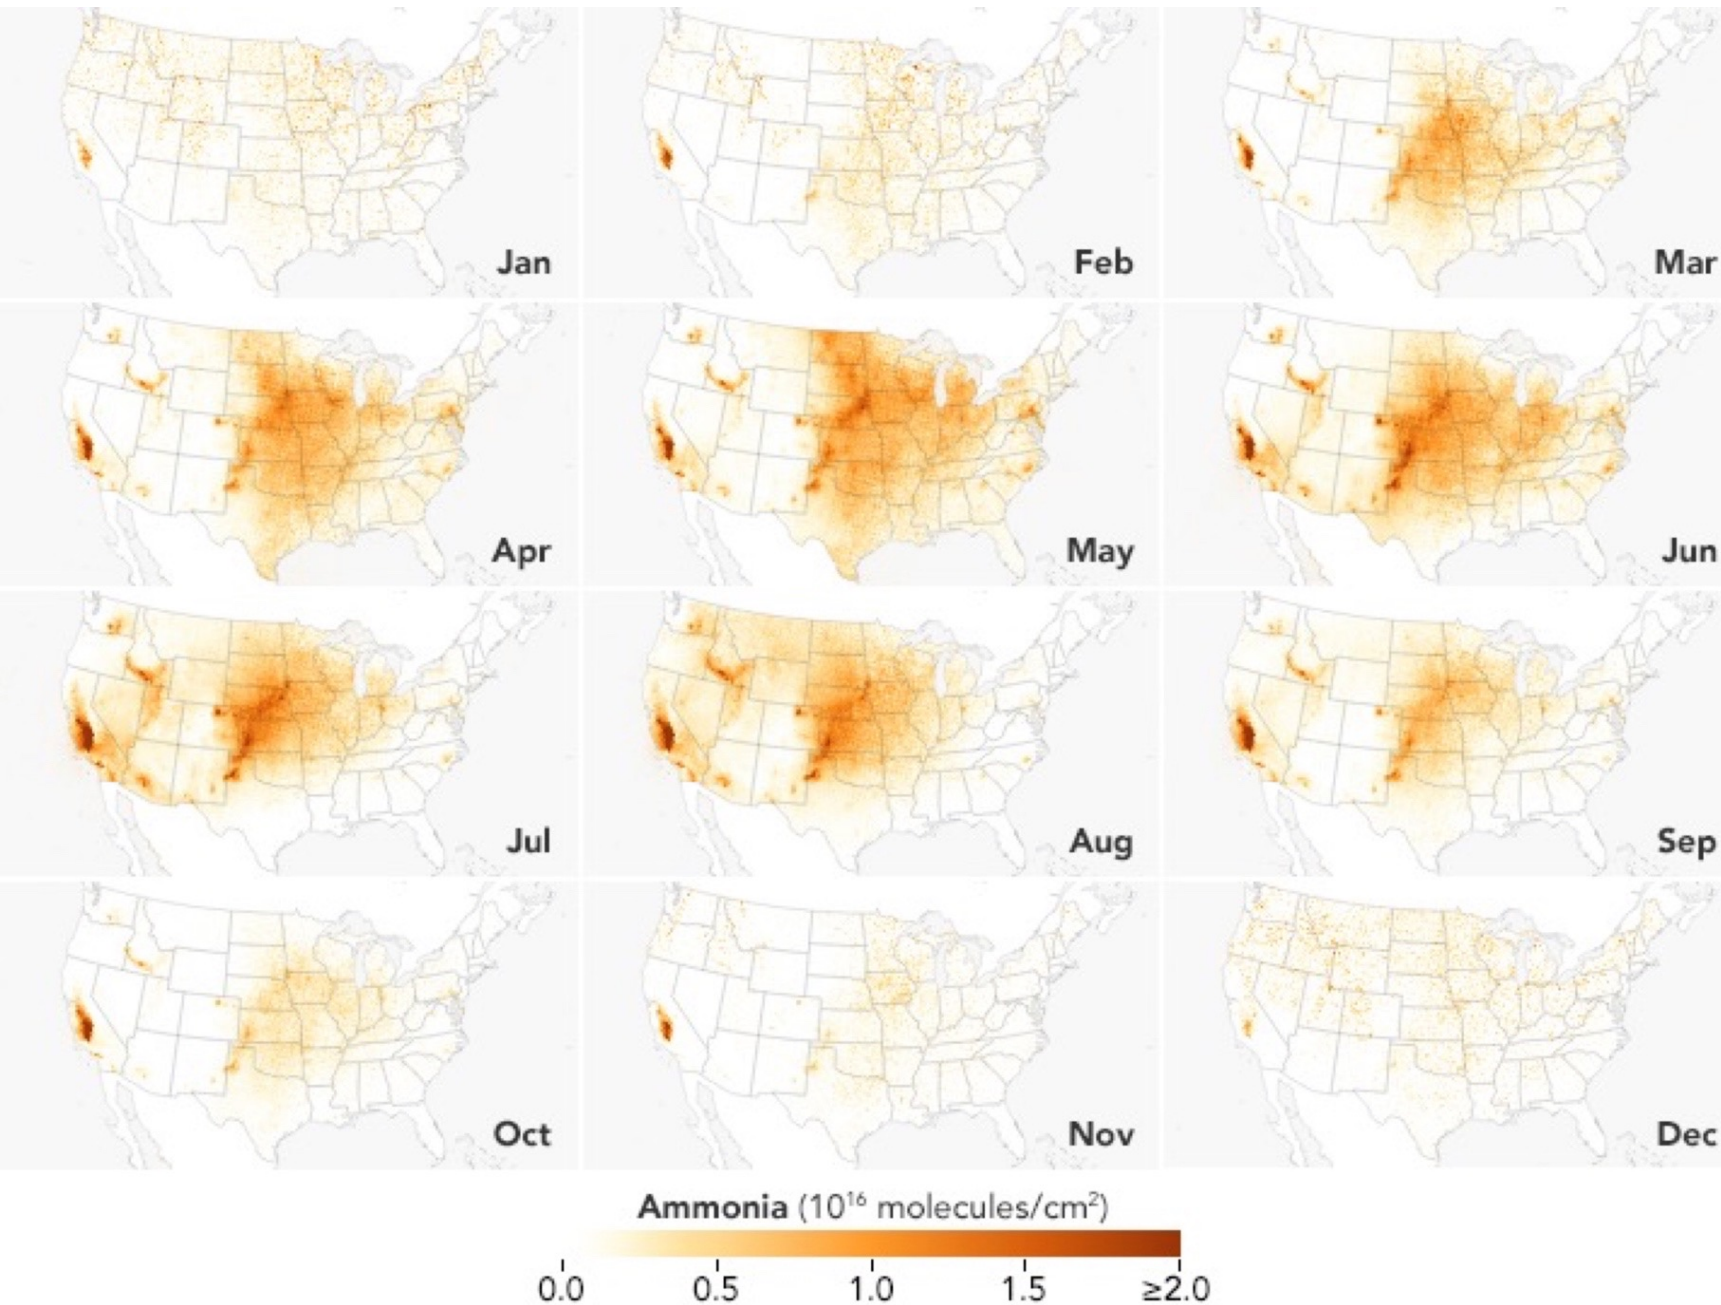 Jan
Feb
Mar
Apr
May
Jun
Jul
Aug
Sep
Oct
Nov
Dec
Ammonia (10¹⁶ molecules/cm²)
0.0 0.5 1.0 1.5 ≥2.0